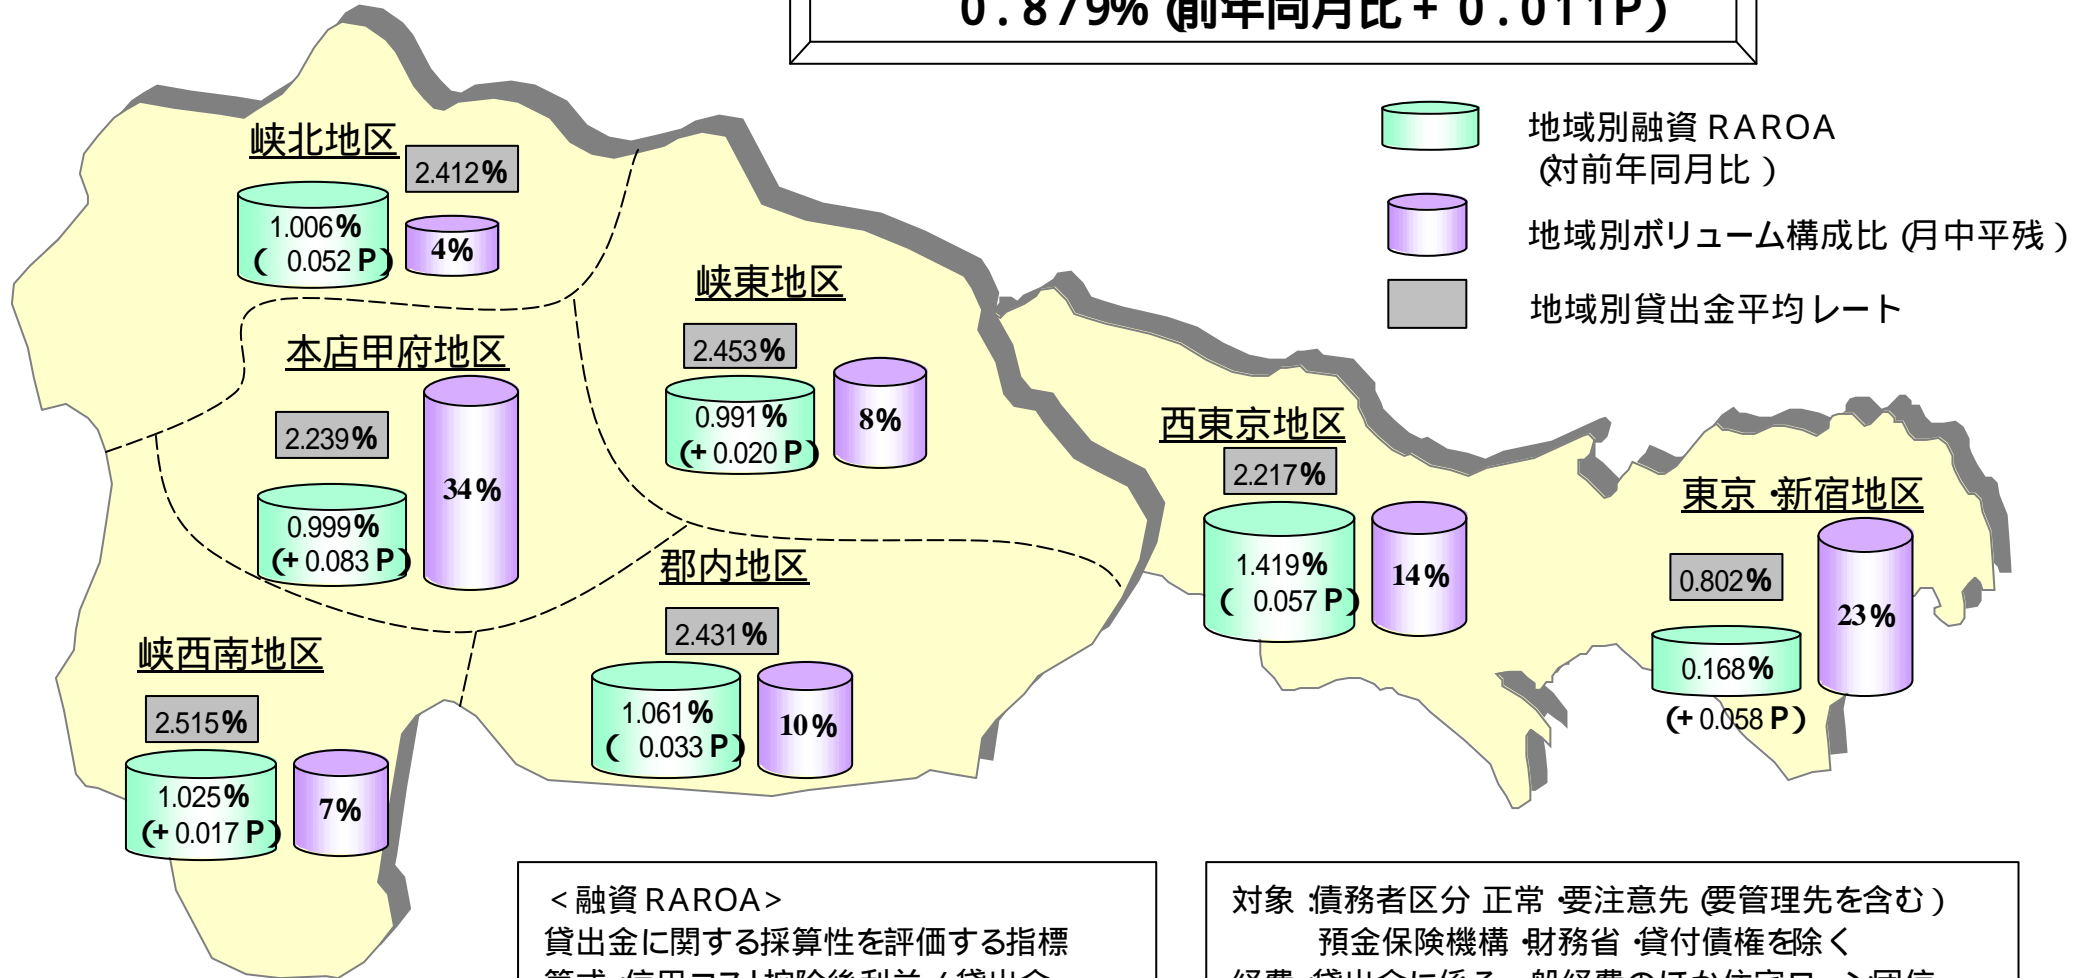 0.879% (前年同月比 + 0.011P)
地域別融資 RAROA
(対前年同月比)
地域別ボリューム構成比 (月中平残)
地域別貸出金平均レート
峡北地区
2.412%
1.006%
( 0.052 P)
4%
峡東地区
2.453%
0.991%
(+ 0.020 P)
8%
本店甲府地区
2.239%
0.999%
(+ 0.083 P)
34%
西東京地区
2.217%
1.419%
( 0.057 P)
14%
東京・新宿地区
0.802%
0.168%
(+ 0.058 P)
23%
郡内地区
2.431%
1.061%
( 0.033 P)
10%
峡西南地区
2.515%
1.025%
(+ 0.017 P)
7%
<融資 RAROA>
貸出金に関する採算性を評価する指標
対象:債務者区分 正常・要注意先 (要管理先を含む)
預金保険機構・財務省・貸付債権を除く